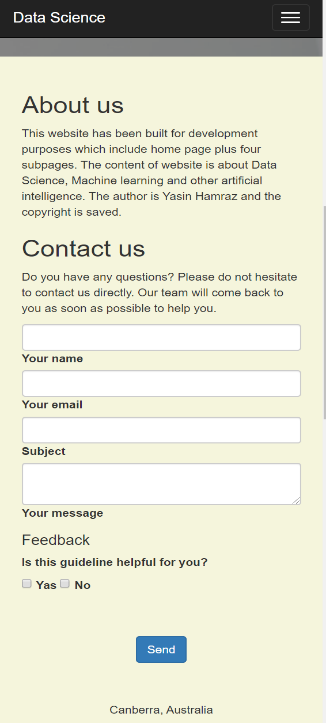 Data Science
About us
This website has been built for development
purposes which include home page plus four
subpages. The content of website is about Data
Science, Machine learning and other artificial
intelligence. The author is Yasin Hamraz and the
copyright is saved.
Contact us
Do you have any questions? Please do not hesitate
to contact us directly. Our team will come back to
you as soon as possible to help you.
Your name
Your email
Subject
Your message
Feedback
Is this guideline helpful for you?
Yas No
Send
Canberra, Australia